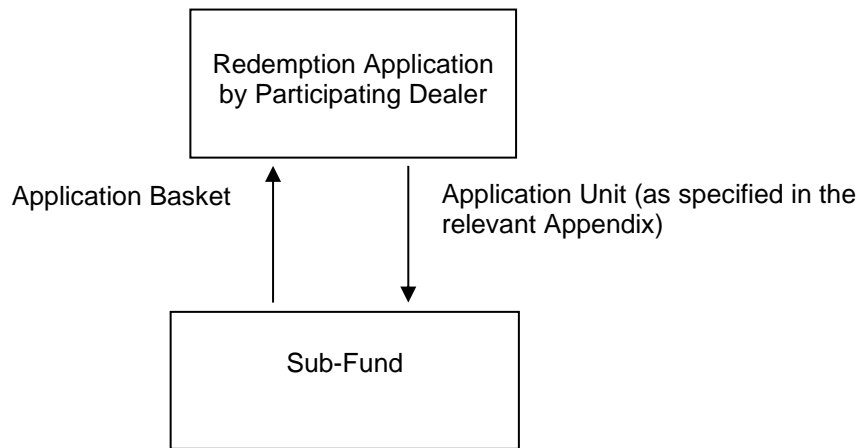 Redemption Application
by Participating Dealer
Application Basket
Application Unit (as specified in the
relevant Appendix)
Sub-Fund